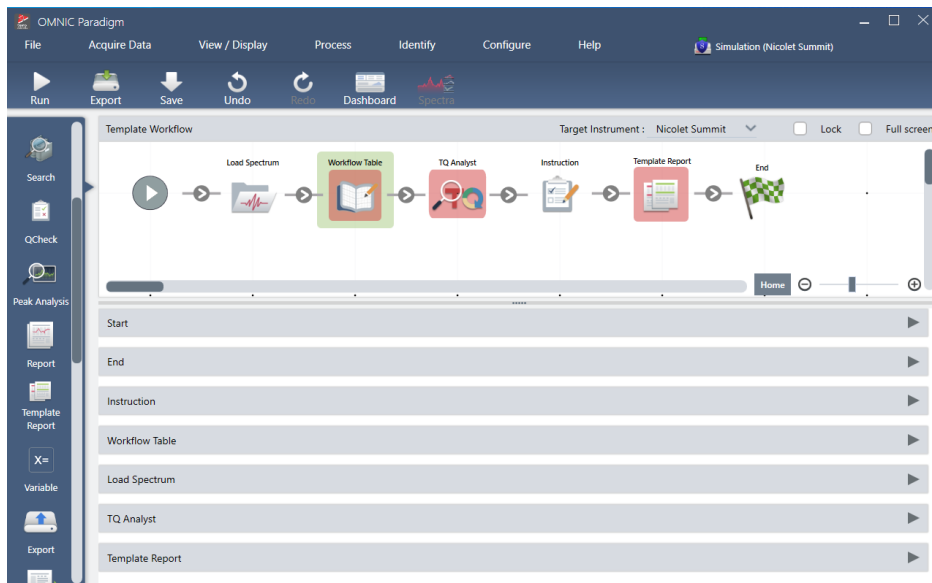 OMNIC Paradigm
File Acquire Data View / Display Process Identify Configure Help Simulation (Nicolet Summit)
Run Export Save Undo Redo Dashboard Spectra
Template Workflow Target Instrument : Nicolet Summit Lock Full screen
Load Spectrum Workflow Table TQ Analyst Instruction Template Report End
Home
Search
QCheck
Peak Analysis
Report
Template
Report
X=
Variable
Export
Start
End
Instruction
Workflow Table
Load Spectrum
TQ Analyst
Template Report